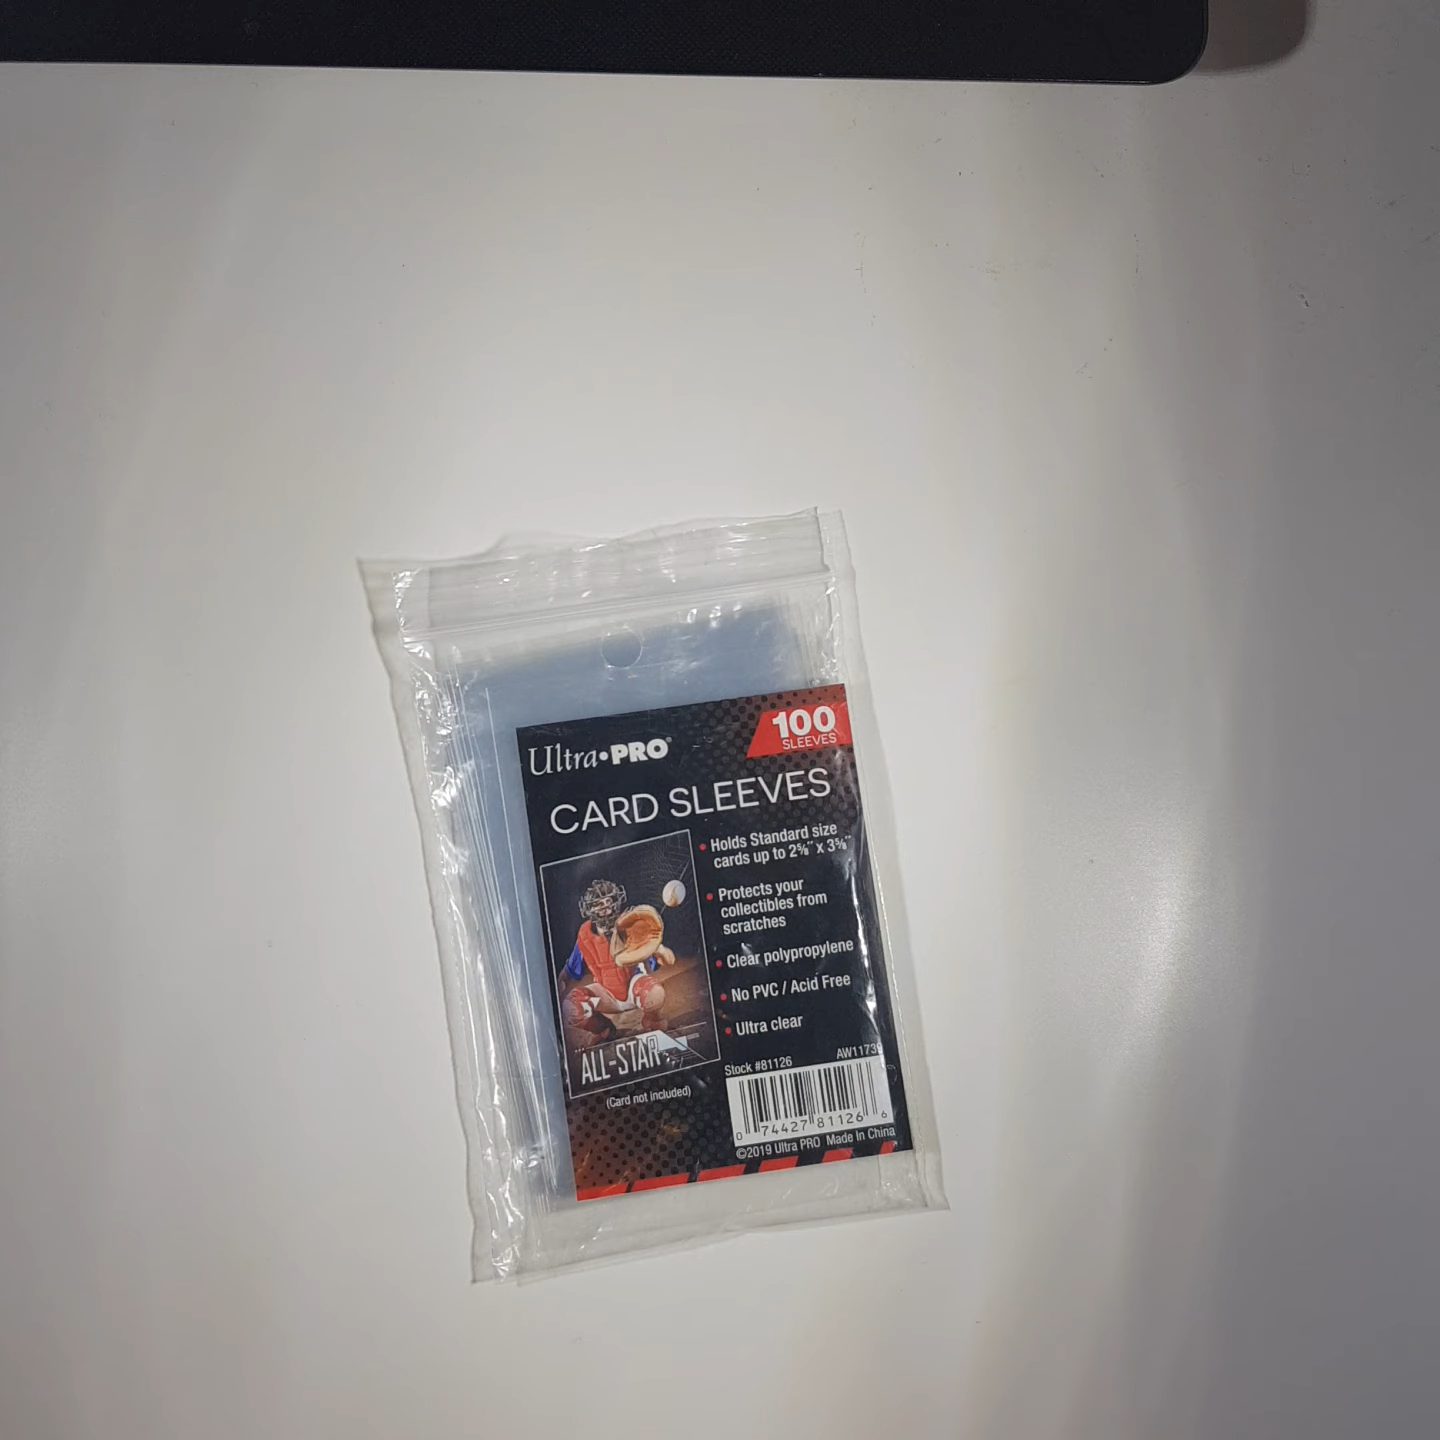 100
SLEEVES
Ultra•PRO®
CARD SLEEVES
• Holds Standard size
cards up to 2⅝" x 3⅝"
• Protects your
collectibles from
scratches
• Clear polypropylene
• No PVC / Acid Free
• Ultra clear
ALL-STAR
(Card not included)
Stock #81126
AW11739
0 74427 81126 6
©2019 Ultra PRO Made In China